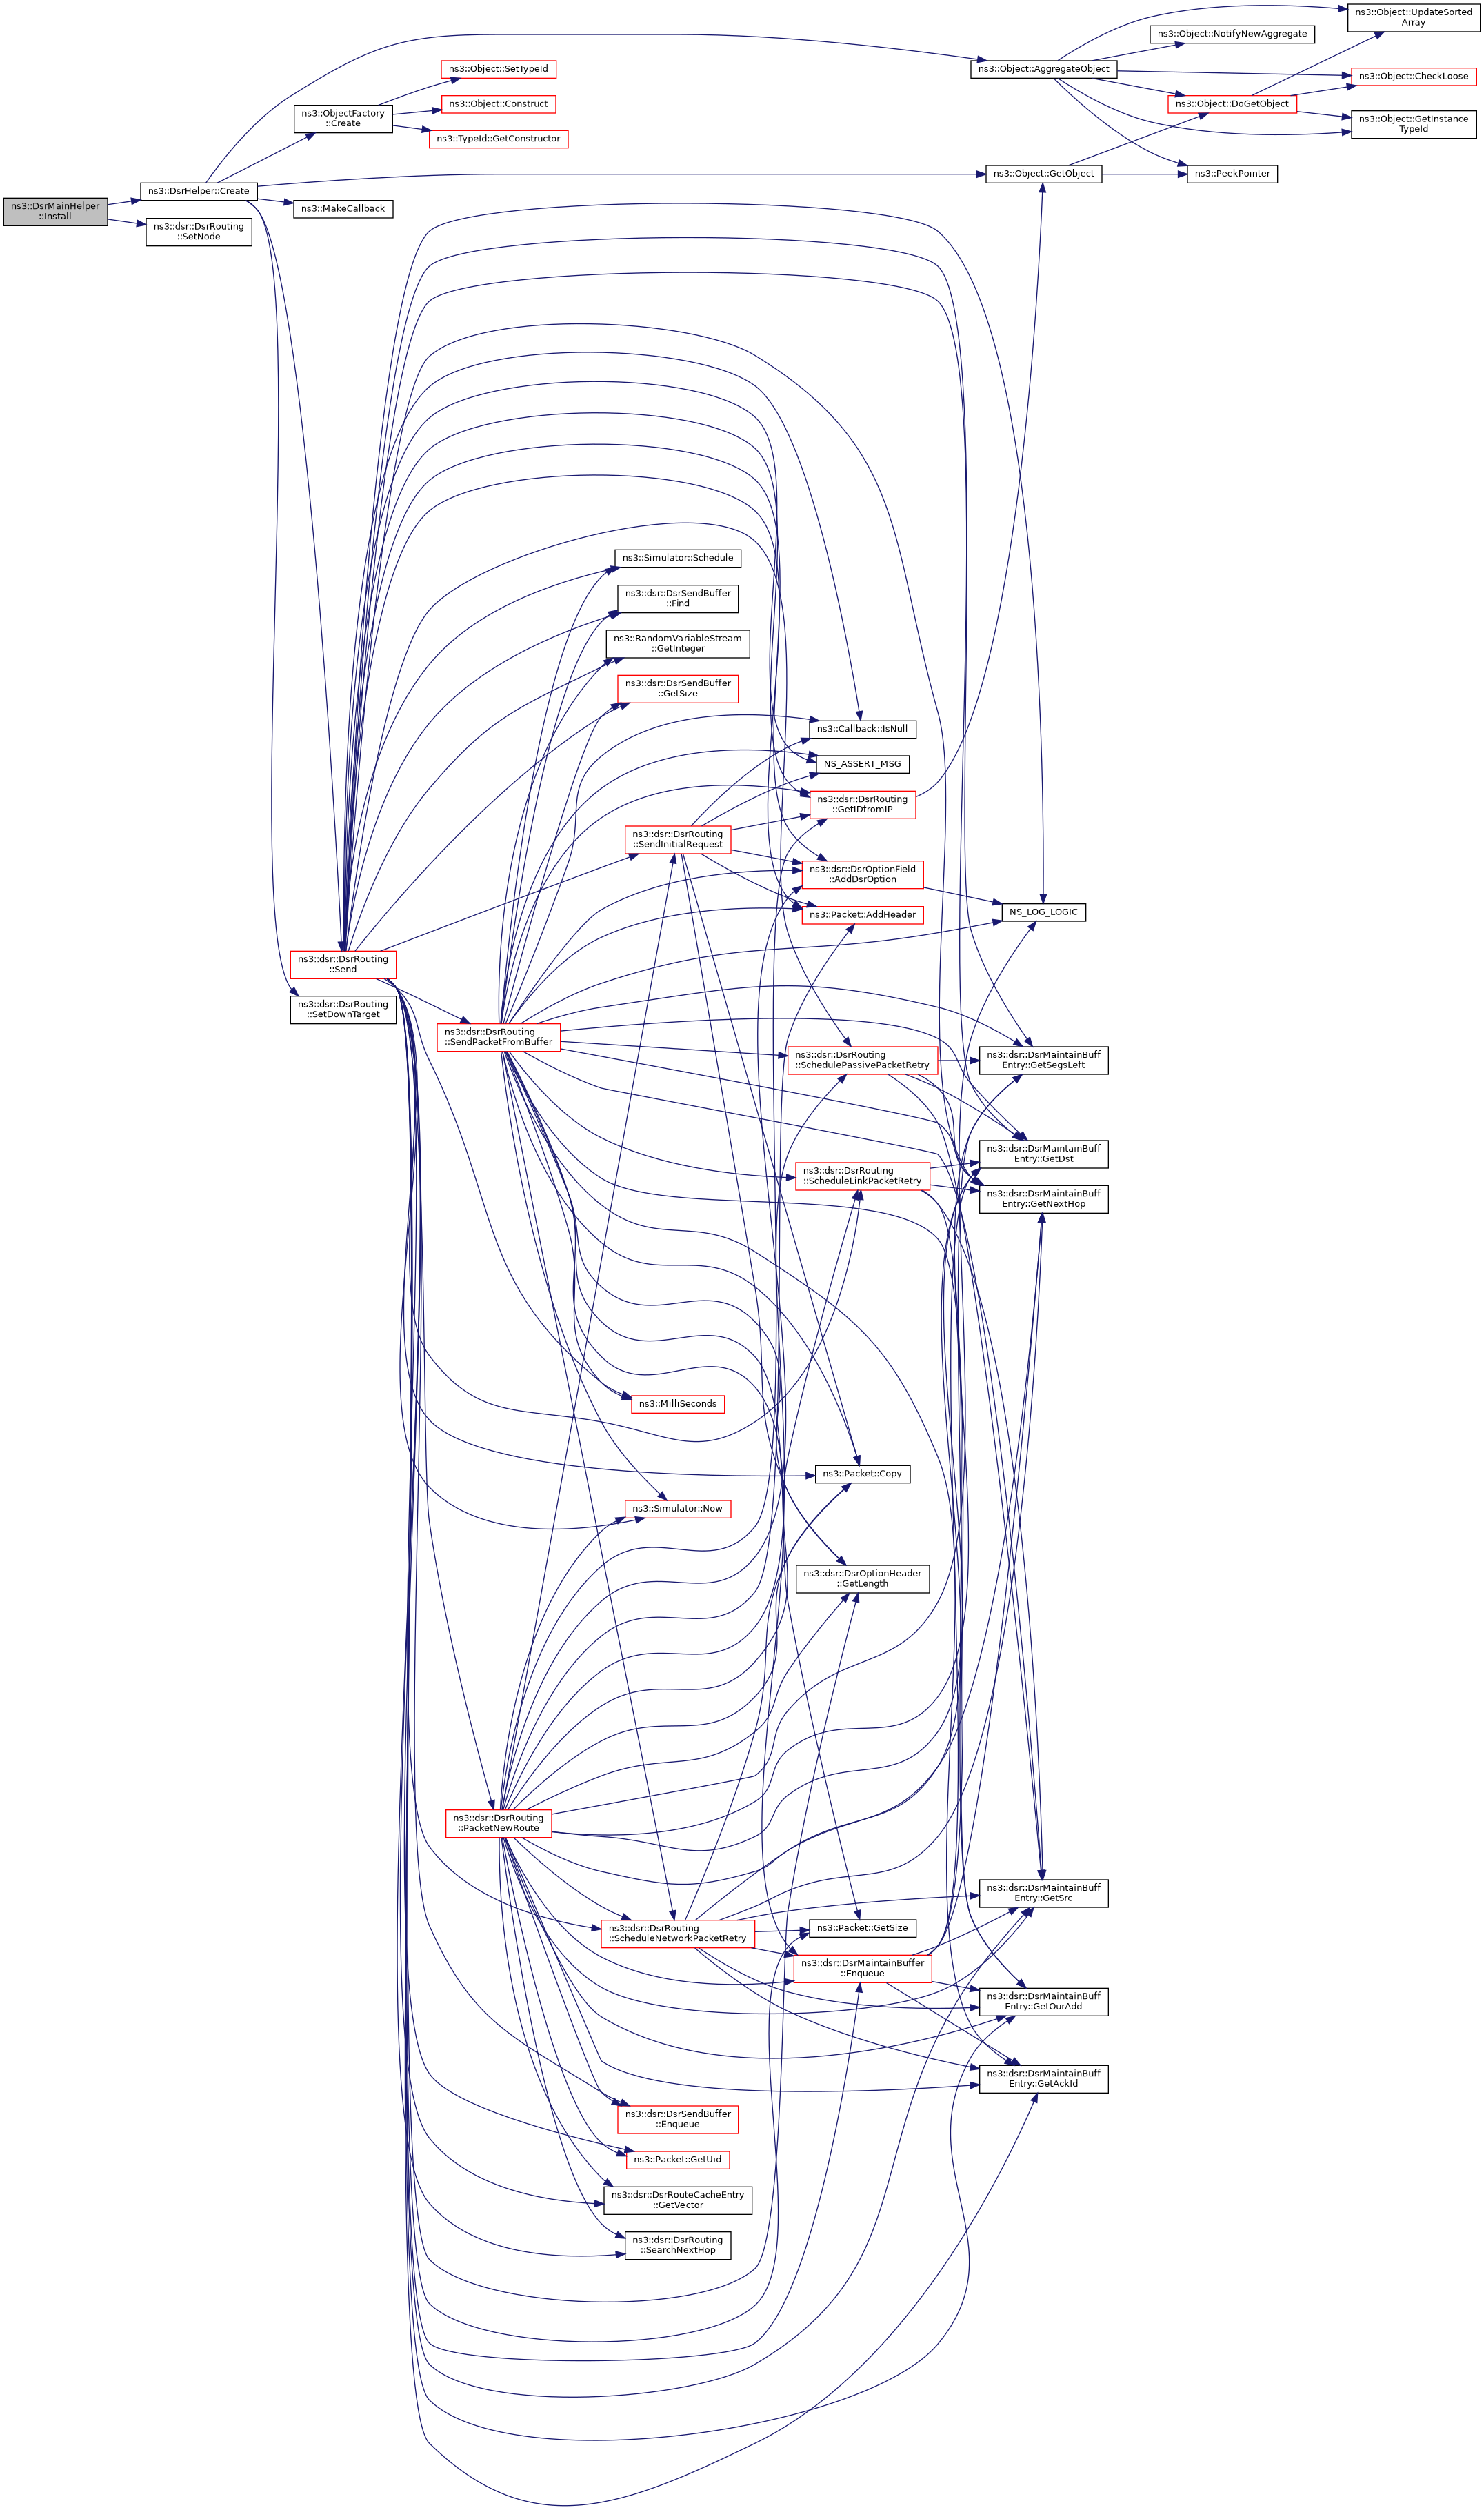 ns3::DsrMainHelper
::Install
ns3::DsrHelper::Create
ns3::dsr::DsrRouting
::SetNode
ns3::ObjectFactory
::Create
ns3::MakeCallback
ns3::dsr::DsrRouting
::Send
ns3::dsr::DsrRouting
::SetDownTarget
ns3::Object::SetTypeId
ns3::Object::Construct
ns3::TypeId::GetConstructor
ns3::dsr::DsrRouting
::SendPacketFromBuffer
ns3::dsr::DsrRouting
::PacketNewRoute
ns3::Simulator::Schedule
ns3::dsr::DsrSendBuffer
::Find
ns3::RandomVariableStream
::GetInteger
ns3::dsr::DsrSendBuffer
::GetSize
ns3::dsr::DsrRouting
::SendInitialRequest
ns3::MilliSeconds
ns3::Simulator::Now
ns3::dsr::DsrRouting
::ScheduleNetworkPacketRetry
ns3::dsr::DsrSendBuffer
::Enqueue
ns3::Packet::GetUid
ns3::dsr::DsrRouteCacheEntry
::GetVector
ns3::dsr::DsrRouting
::SearchNextHop
ns3::Callback::IsNull
NS_ASSERT_MSG
ns3::dsr::DsrRouting
::GetIDfromIP
ns3::dsr::DsrOptionField
::AddDsrOption
ns3::Packet::AddHeader
ns3::dsr::DsrRouting
::SchedulePassivePacketRetry
ns3::dsr::DsrRouting
::ScheduleLinkPacketRetry
ns3::Packet::Copy
ns3::dsr::DsrOptionHeader
::GetLength
ns3::Packet::GetSize
ns3::dsr::DsrMaintainBuffer
::Enqueue
ns3::Object::AggregateObject
ns3::Object::GetObject
NS_LOG_LOGIC
ns3::dsr::DsrMaintainBuff
Entry::GetSegsLeft
ns3::dsr::DsrMaintainBuff
Entry::GetDst
ns3::dsr::DsrMaintainBuff
Entry::GetNextHop
ns3::dsr::DsrMaintainBuff
Entry::GetSrc
ns3::dsr::DsrMaintainBuff
Entry::GetOurAdd
ns3::dsr::DsrMaintainBuff
Entry::GetAckId
ns3::Object::NotifyNewAggregate
ns3::Object::DoGetObject
ns3::PeekPointer
ns3::Object::UpdateSorted
Array
ns3::Object::CheckLoose
ns3::Object::GetInstance
TypeId